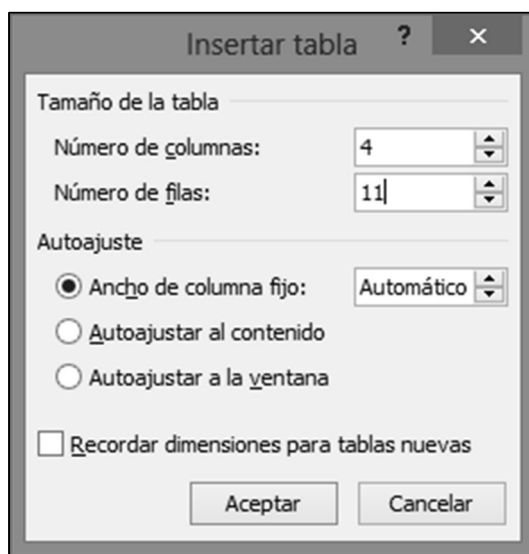 Insertar tabla ? ×
Tamaño de la tabla
Número de columnas: 4
Número de filas: 11
Autoajuste
Ancho de columna fijo: Automático
Autoajustar al contenido
Autoajustar a la ventana
Recordar dimensiones para tablas nuevas
Aceptar Cancelar